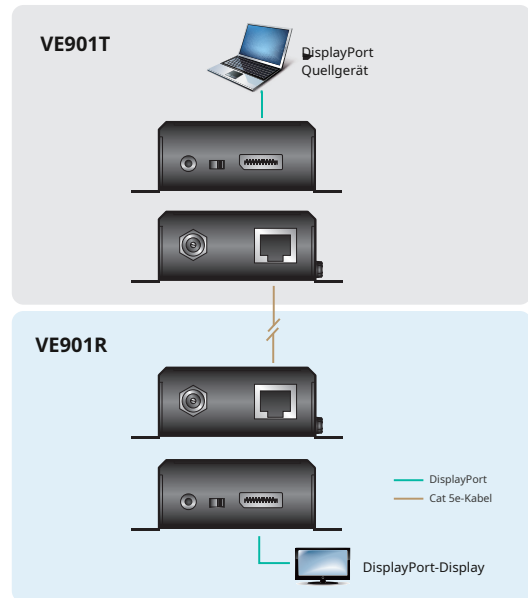 VE901T
DisplayPort
Quellgerät
VE901R
DisplayPort
Cat 5e-Kabel
DisplayPort-Display